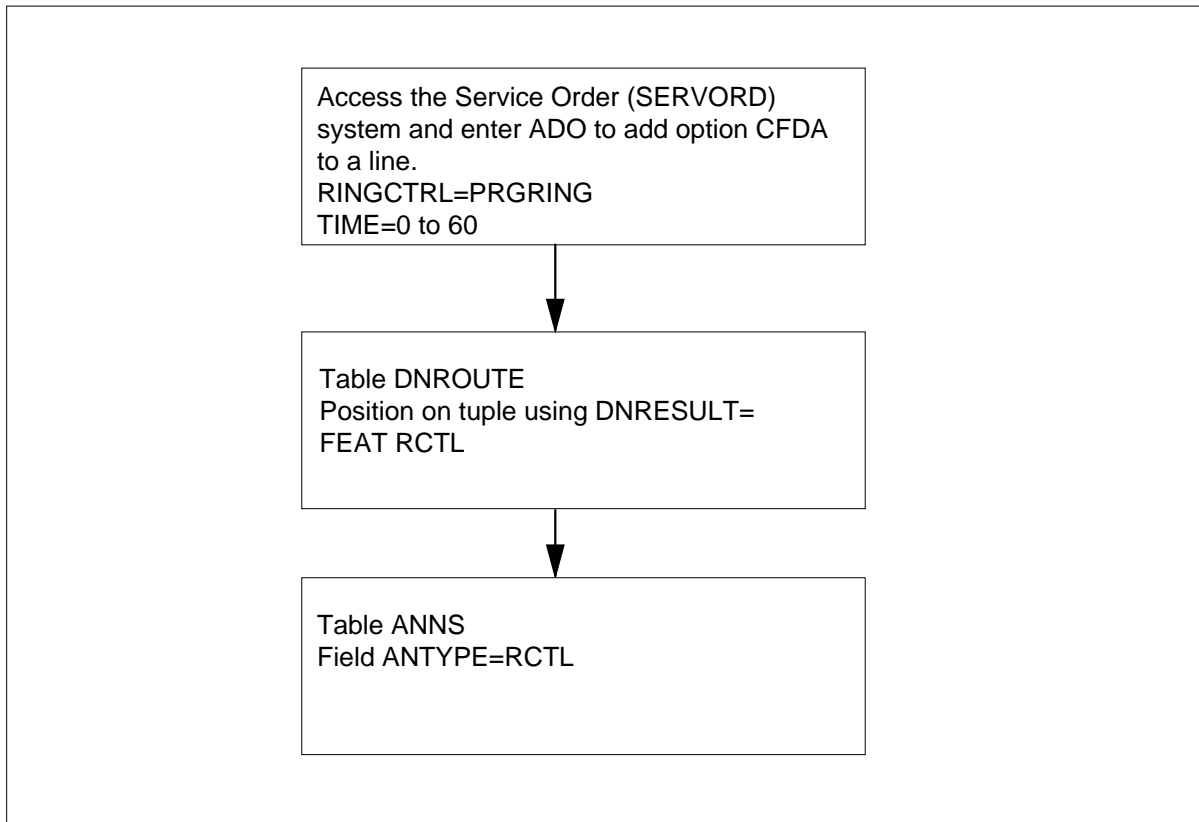 Access the Service Order (SERVORD)
system and enter ADO to add option CFDA
to a line.
RINGCTRL=PRGRING
TIME=0 to 60
Table DNROUTE
Position on tuple using DNRESULT=
FEAT RCTL
Table ANNS
Field ANTYPE=RCTL